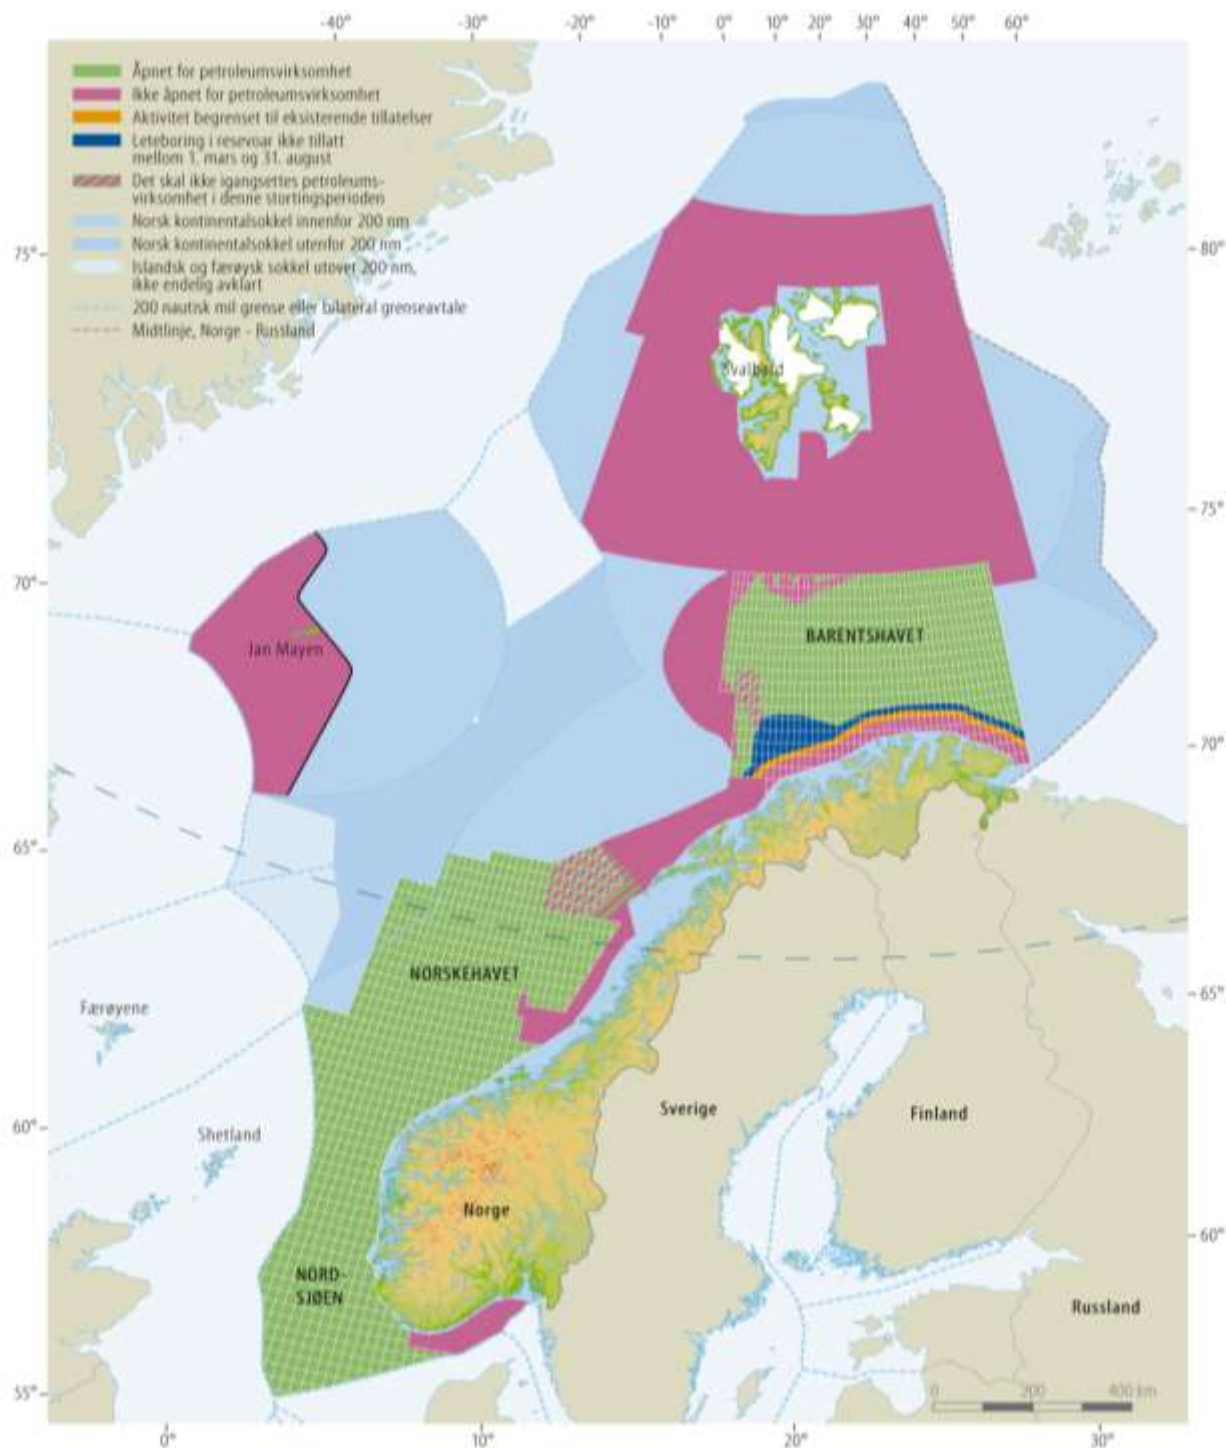 -40° -30° -20° -10° 0° 10° 20° 30° 40° 50° 60°
Åpnet for petroleumsvirksomhet
Ikke åpnet for petroleumsvirksomhet
Aktivitet begrenset til eksisterende tillatelser
Leteboring i resevoar ikke tillatt
mellom 1. mars og 31. august
Det skal ikke igangsettes petroleums-
virksomhet i denne stortingsperioden
Norsk kontinentalsokkel innenfor 200 nm
Norsk kontinentalsokkel utenfor 200 nm
Islandsk og færøysk sokkel utover 200 nm,
ikke endelig avklart
200 nautisk mil grense eller bilateral grenseavtale
Midtlinje, Norge - Russland
75°
80°
Svalbard
75°
70°
BARENTSHAVET
Jan Mayen
70°
65°
NORSKEHAVET
65°
Færøyene
Sverige
Finland
60°
Shetland
Norge
60°
NORD-
SJØEN
Russland
55°
0 200 400 km
0° 10° 20° 30°